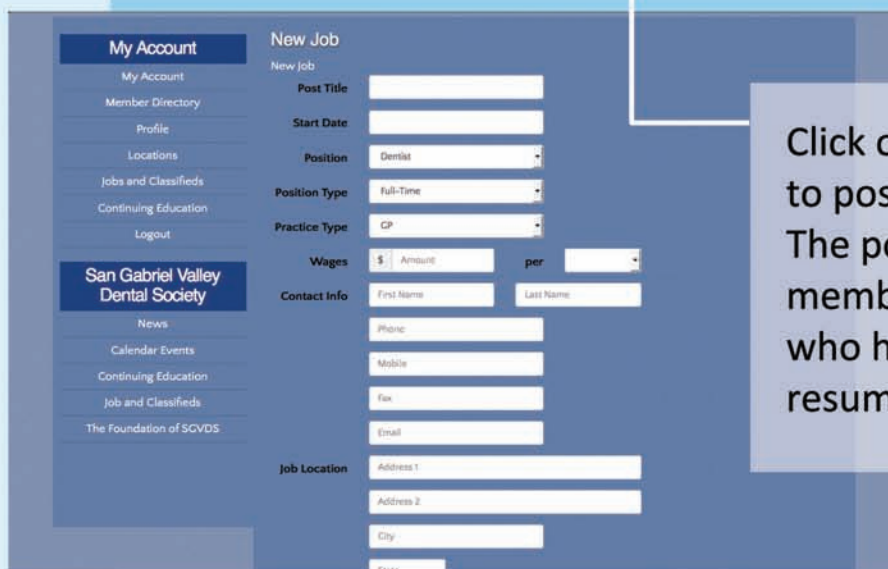 My Account
My Account
Member Directory
Profile
Locations
Jobs and Classifieds
Continuing Education
Logout
San Gabriel Valley
Dental Society
News
Calendar Events
Continuing Education
Job and Classifieds
The Foundation of SGVDS
New Job
New Job
Post Title
Start Date
Position Dentist
Position Type Full-Time
Practice Type GP
Wages $ Amount per
Contact Info First Name Last Name
Phone
Mobile
Fax
Email
Job Location Address 1
Address 2
City
State
Click
to
The
who